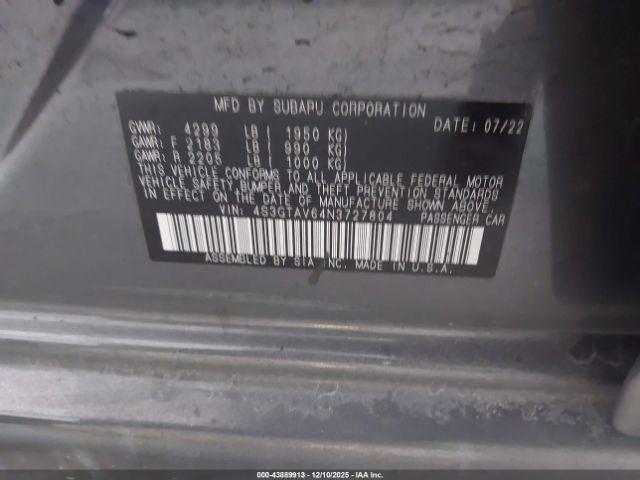 MFD BY SUBARU CORPORATION
DATE: 07/22
GVWR: 4299 LB ( 1950 KG)
GAWR: F 2183 LB ( 990 KG)
GAWR: R 2205 LB ( 1000 KG)
THIS VEHICLE CONFORMS TO ALL APPLICABLE FEDERAL MOTOR
VEHICLE SAFETY, BUMPER, AND THEFT PREVENTION STANDARDS
IN EFFECT ON THE DATE OF MANUFACTURE SHOWN ABOVE.
VIN: 4S3GTAV64N3727804 PASSENGER CAR
ASSEMBLED BY SIA INC. MADE IN U.S.A.
000-43889913 - 12/10/2025 - IAAI.com